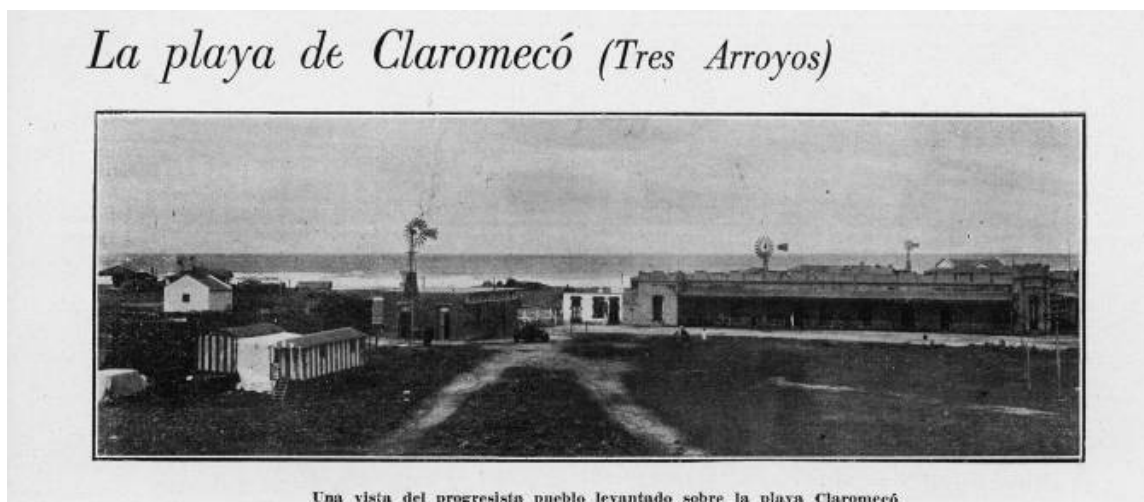 La playa de Claromecó (Tres Arroyos)
Una vista del progresista pueblo levantado sobre la playa Claromecó